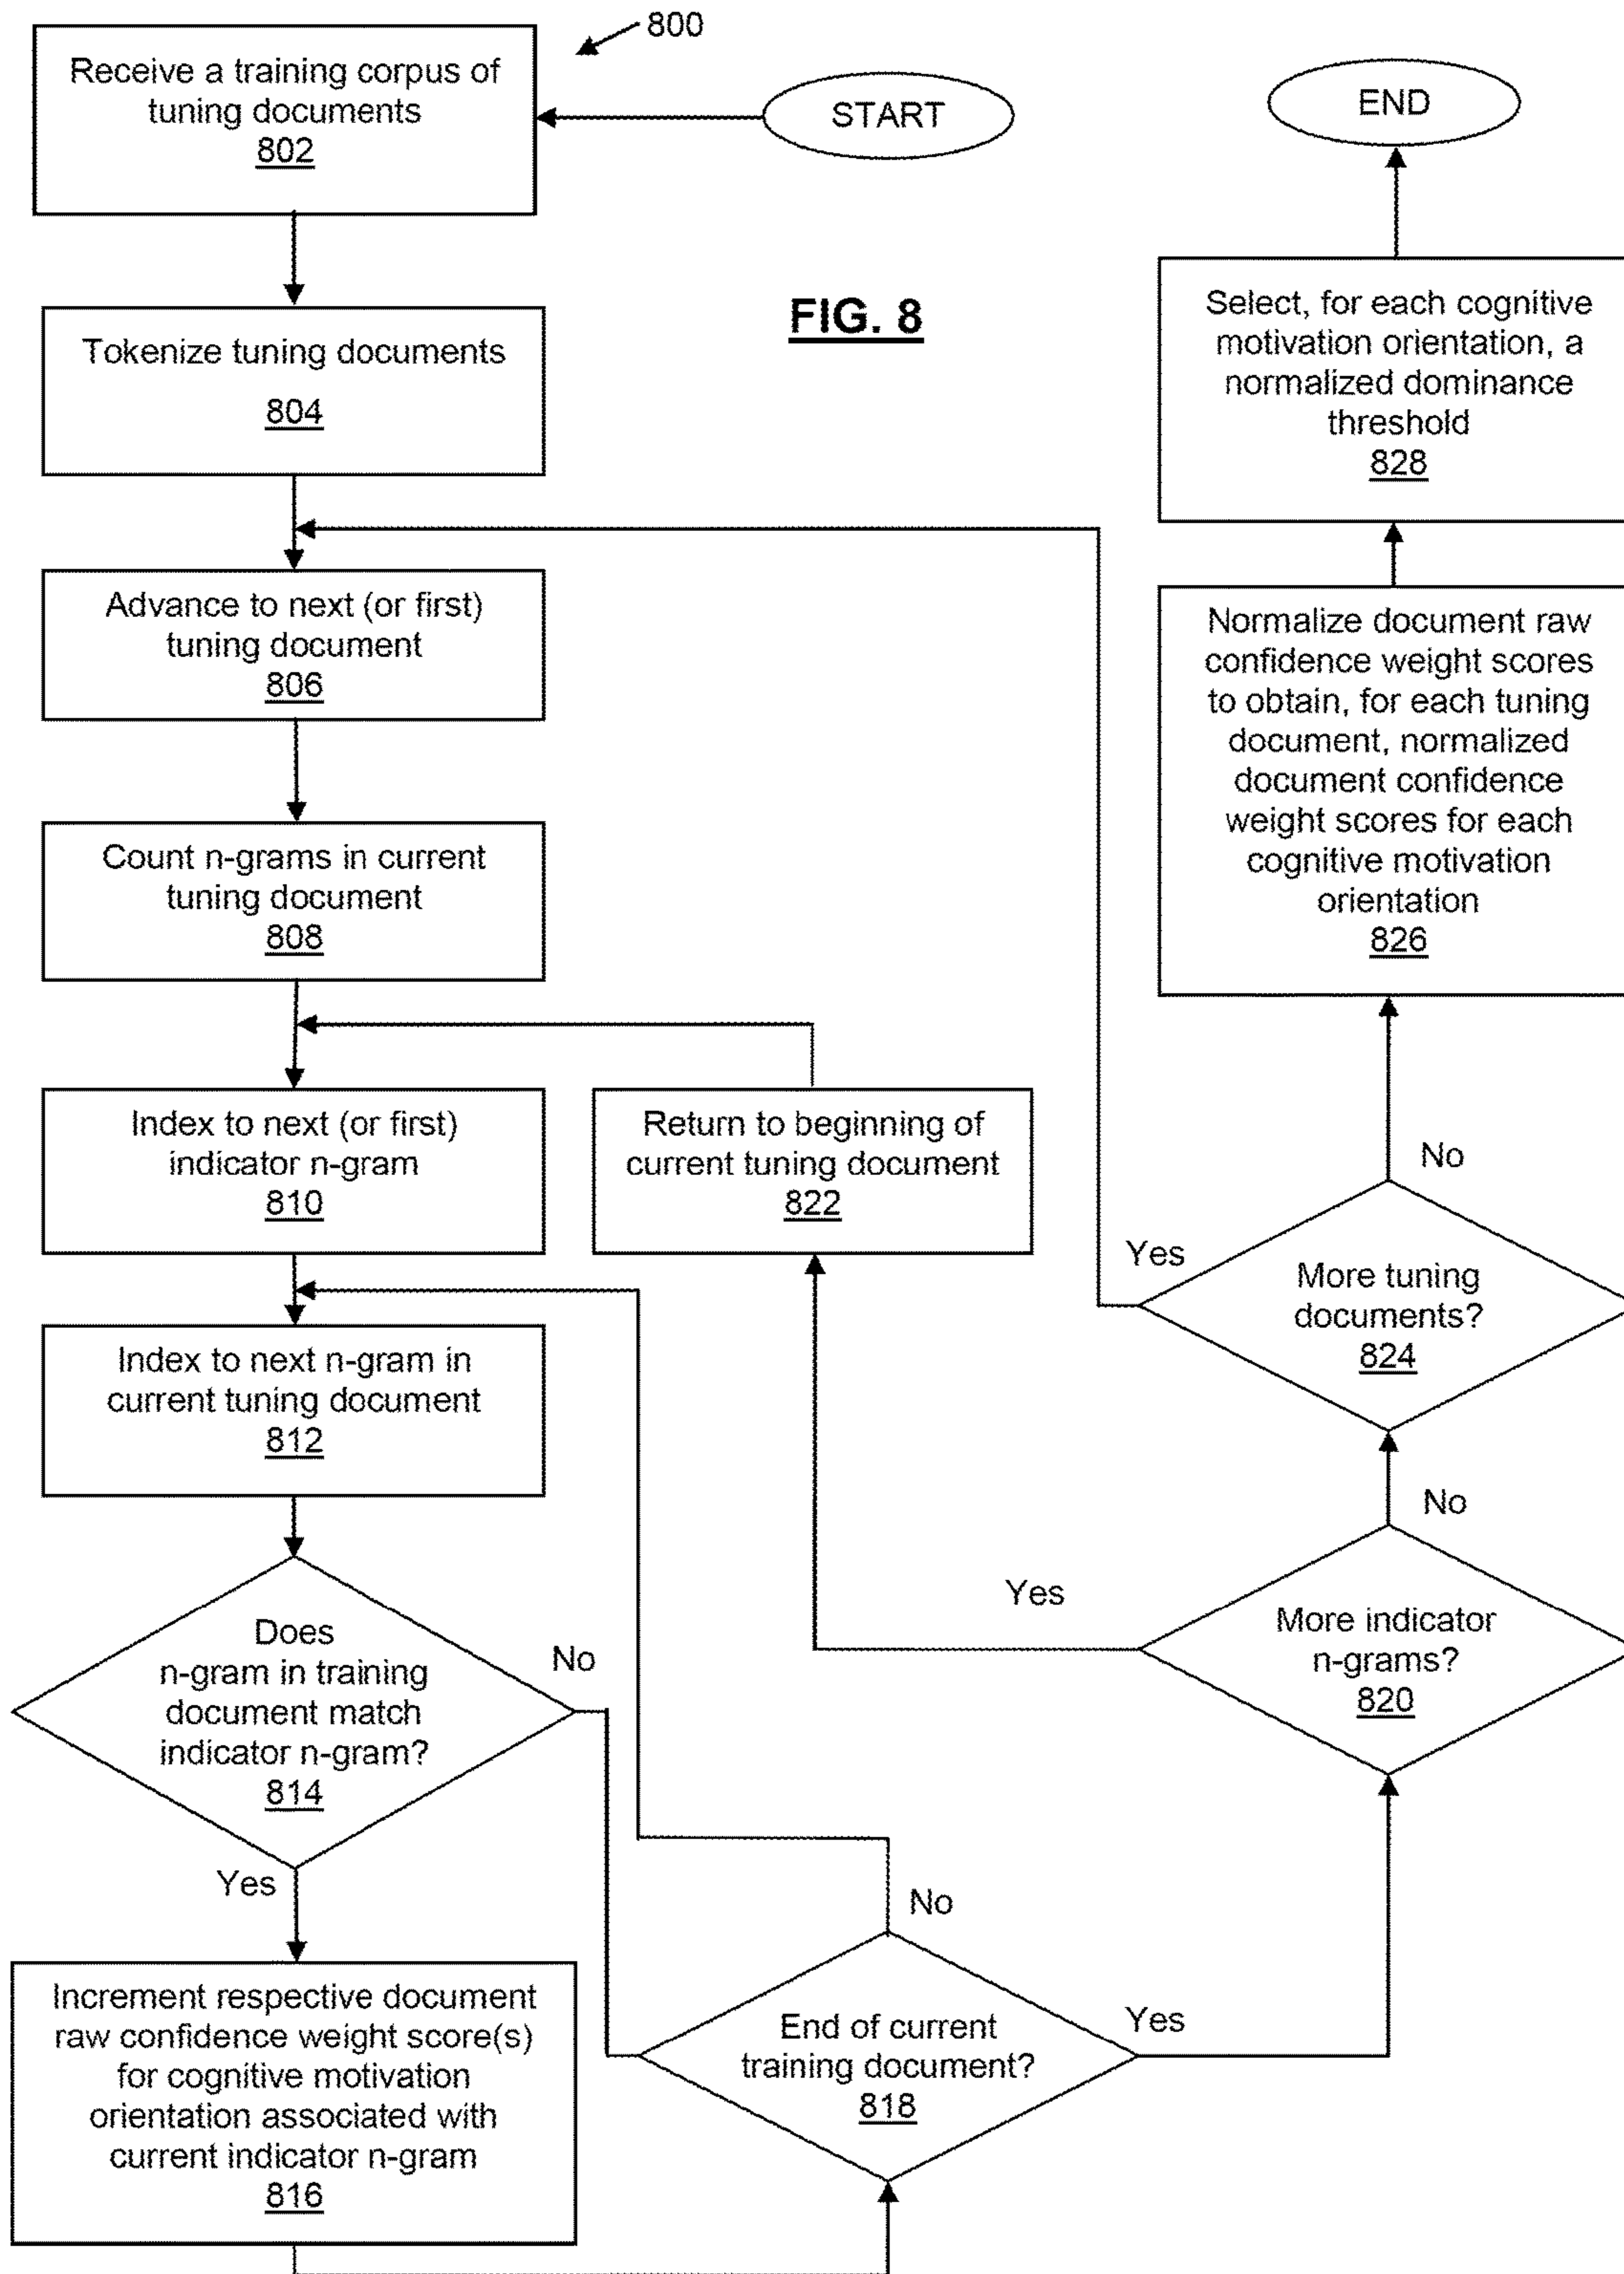 800
Receive a training corpus of
tuning documents
802
START
END
FIG. 8
Tokenize tuning documents
804
Advance to next (or first)
tuning document
806
Count n-grams in current
tuning document
808
Index to next (or first)
indicator n-gram
810
Return to beginning of
current tuning document
822
Index to next n-gram in
current tuning document
812
Does
n-gram in training
document match
indicator n-gram?
814
No
Yes
Increment respective document
raw confidence weight score(s)
for cognitive motivation
orientation associated with
current indicator n-gram
816
End of current
training document?
818
No
Yes
More indicator
n-grams?
820
Yes
No
More tuning
documents?
824
Yes
No
Normalize document raw
confidence weight scores
to obtain, for each tuning
document, normalized
document confidence
weight scores for each
cognitive motivation
orientation
826
Select, for each cognitive
motivation orientation, a
normalized dominance
threshold
828